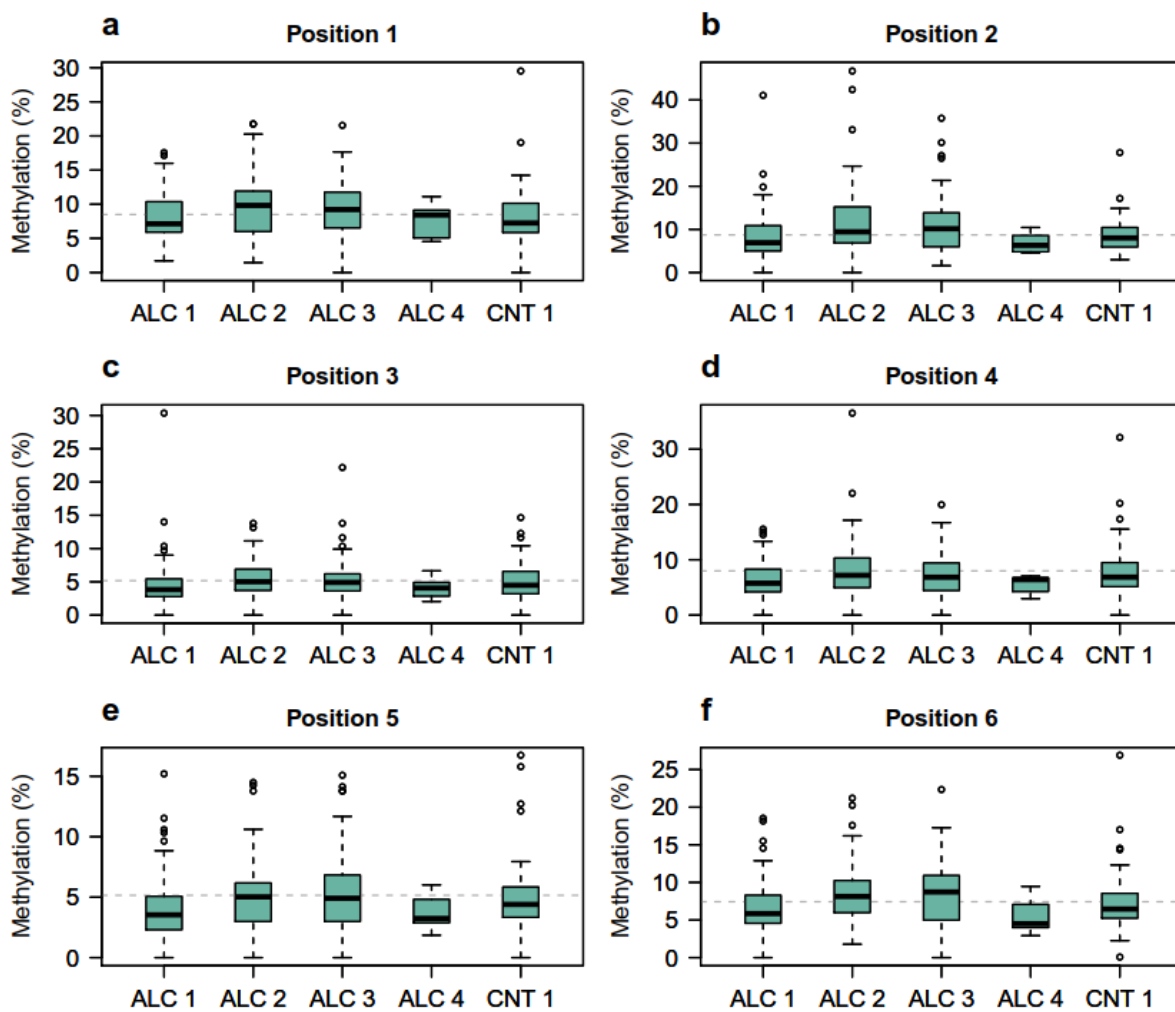 a Position 1
Methylation (%)
30
25
20
15
10
5
0
ALC 1 ALC 2 ALC 3 ALC 4 CNT 1
b Position 2
Methylation (%)
40
30
20
10
0
ALC 1 ALC 2 ALC 3 ALC 4 CNT 1
c Position 3
Methylation (%)
30
25
20
15
10
5
0
ALC 1 ALC 2 ALC 3 ALC 4 CNT 1
d Position 4
Methylation (%)
30
20
10
0
ALC 1 ALC 2 ALC 3 ALC 4 CNT 1
e Position 5
Methylation (%)
15
10
5
0
ALC 1 ALC 2 ALC 3 ALC 4 CNT 1
f Position 6
Methylation (%)
25
20
15
10
5
0
ALC 1 ALC 2 ALC 3 ALC 4 CNT 1